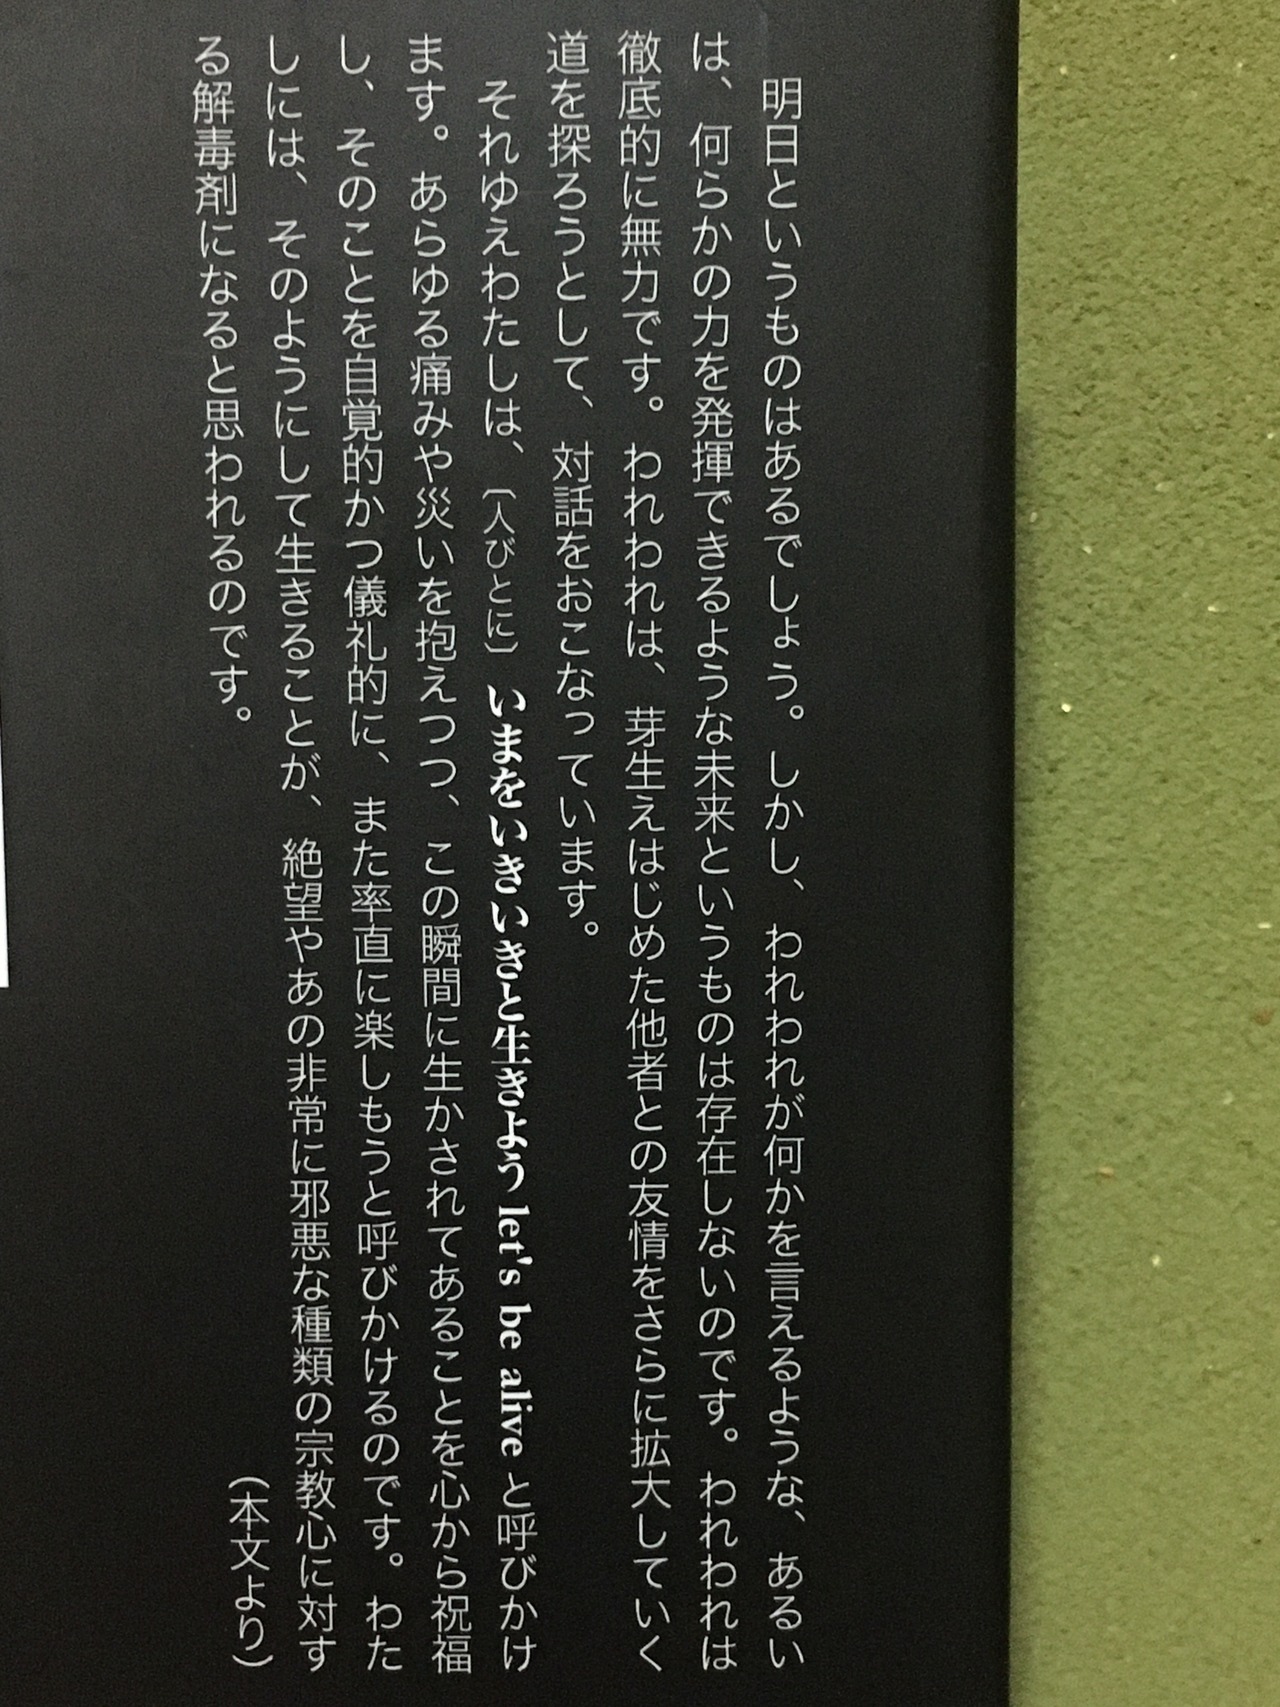 明日というものはあるでしょう。しかし、われわれが何かを言えるような、あるい
は、何らかの力を発揮できるような未来というものは存在しないのです。われわれは
徹底的に無力です。われわれは、芽生えはじめた他者との友情をさらに拡大していく
道を探ろうとして、対話をおこなっています。
それゆえわたしは、〔人びとに〕いまをいきいきと生きよう let's be alive と呼びかけ
ます。あらゆる痛みや災いを抱えつつ、この瞬間に生かされてあることを心から祝福
し、そのことを自覚的かつ儀礼的に、また率直に楽しもうと呼びかけるのです。わた
しには、そのようにして生きることが、絶望やあの非常に邪悪な種類の宗教心に対す
る解毒剤になると思われるのです。
（本文より）